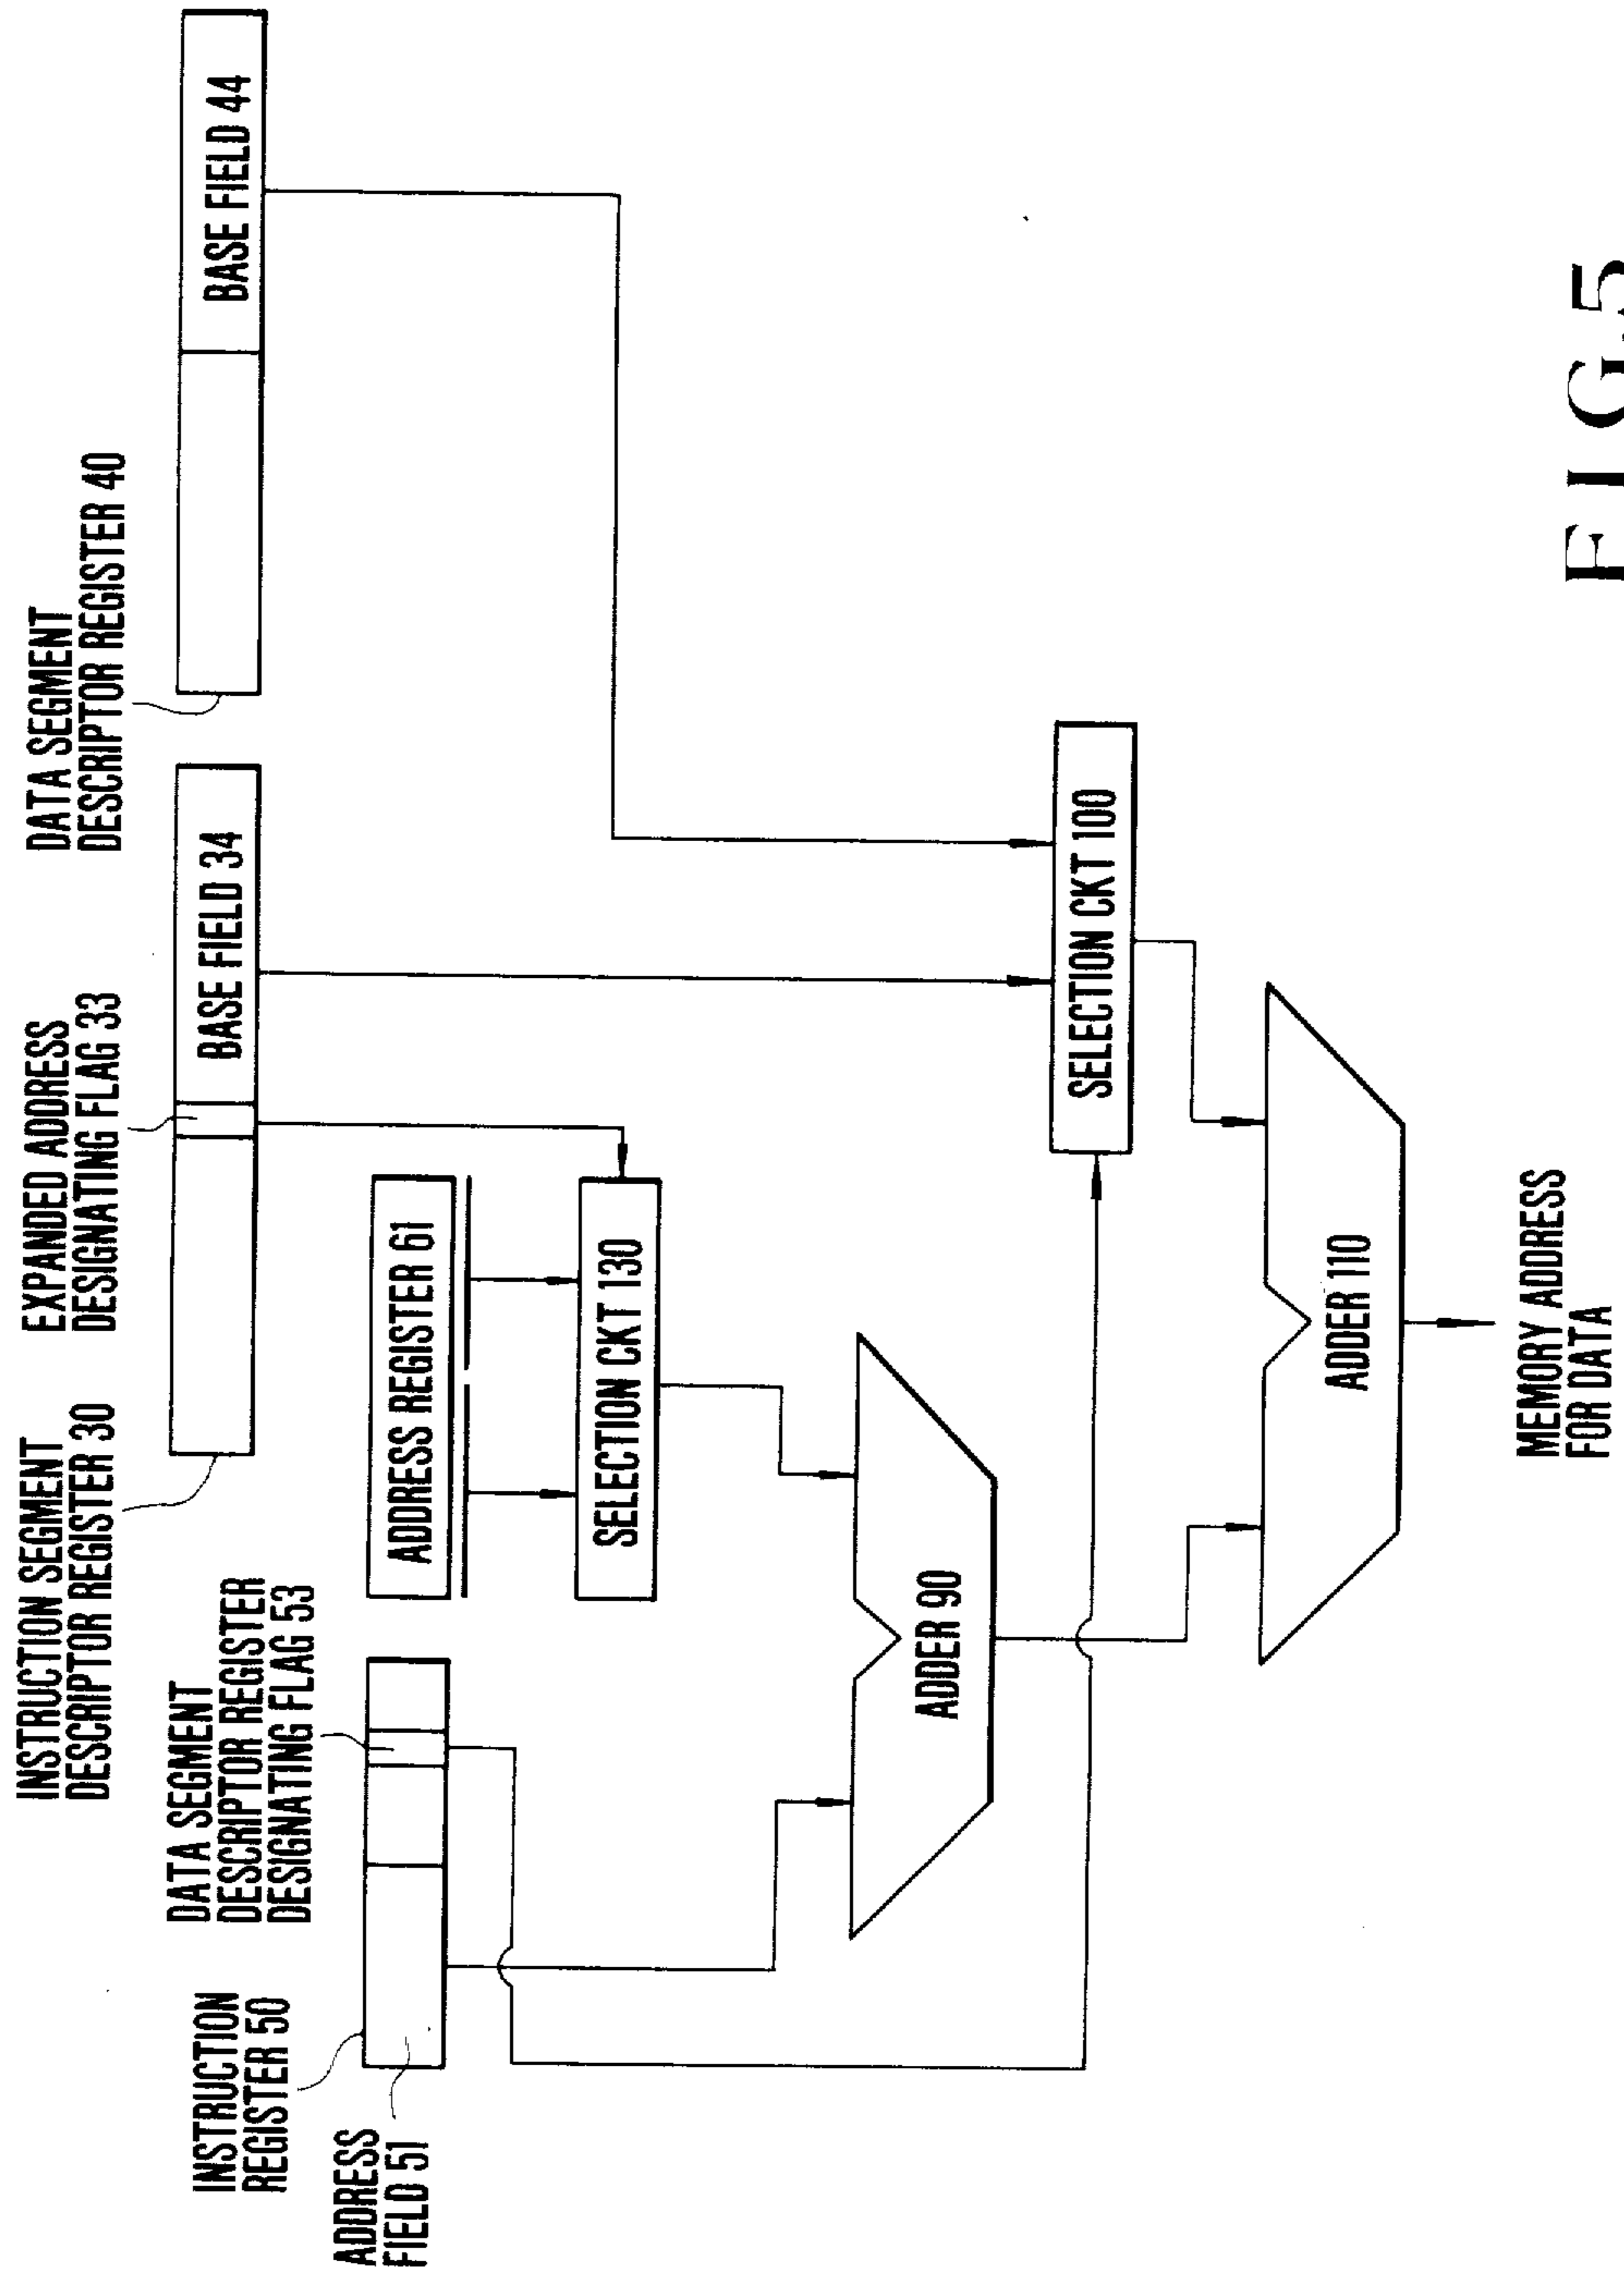 INSTRUCTION SEGMENT
DESCRIPTOR REGISTER 30
EXPANDED ADDRESS
DESIGNATING FLAG 33
DATA SEGMENT
DESCRIPTOR REGISTER 40
BASE FIELD 34
BASE FIELD 44
DATA SEGMENT
DESCRIPTOR REGISTER
DESIGNATING FLAG 53
INSTRUCTION
REGISTER 50
ADDRESS
FIELD 51
ADDRESS REGISTER 61
SELECTION CKT 130
ADDER 90
SELECTION CKT 100
ADDER 110
MEMORY ADDRESS
FOR DATA
FIG.5